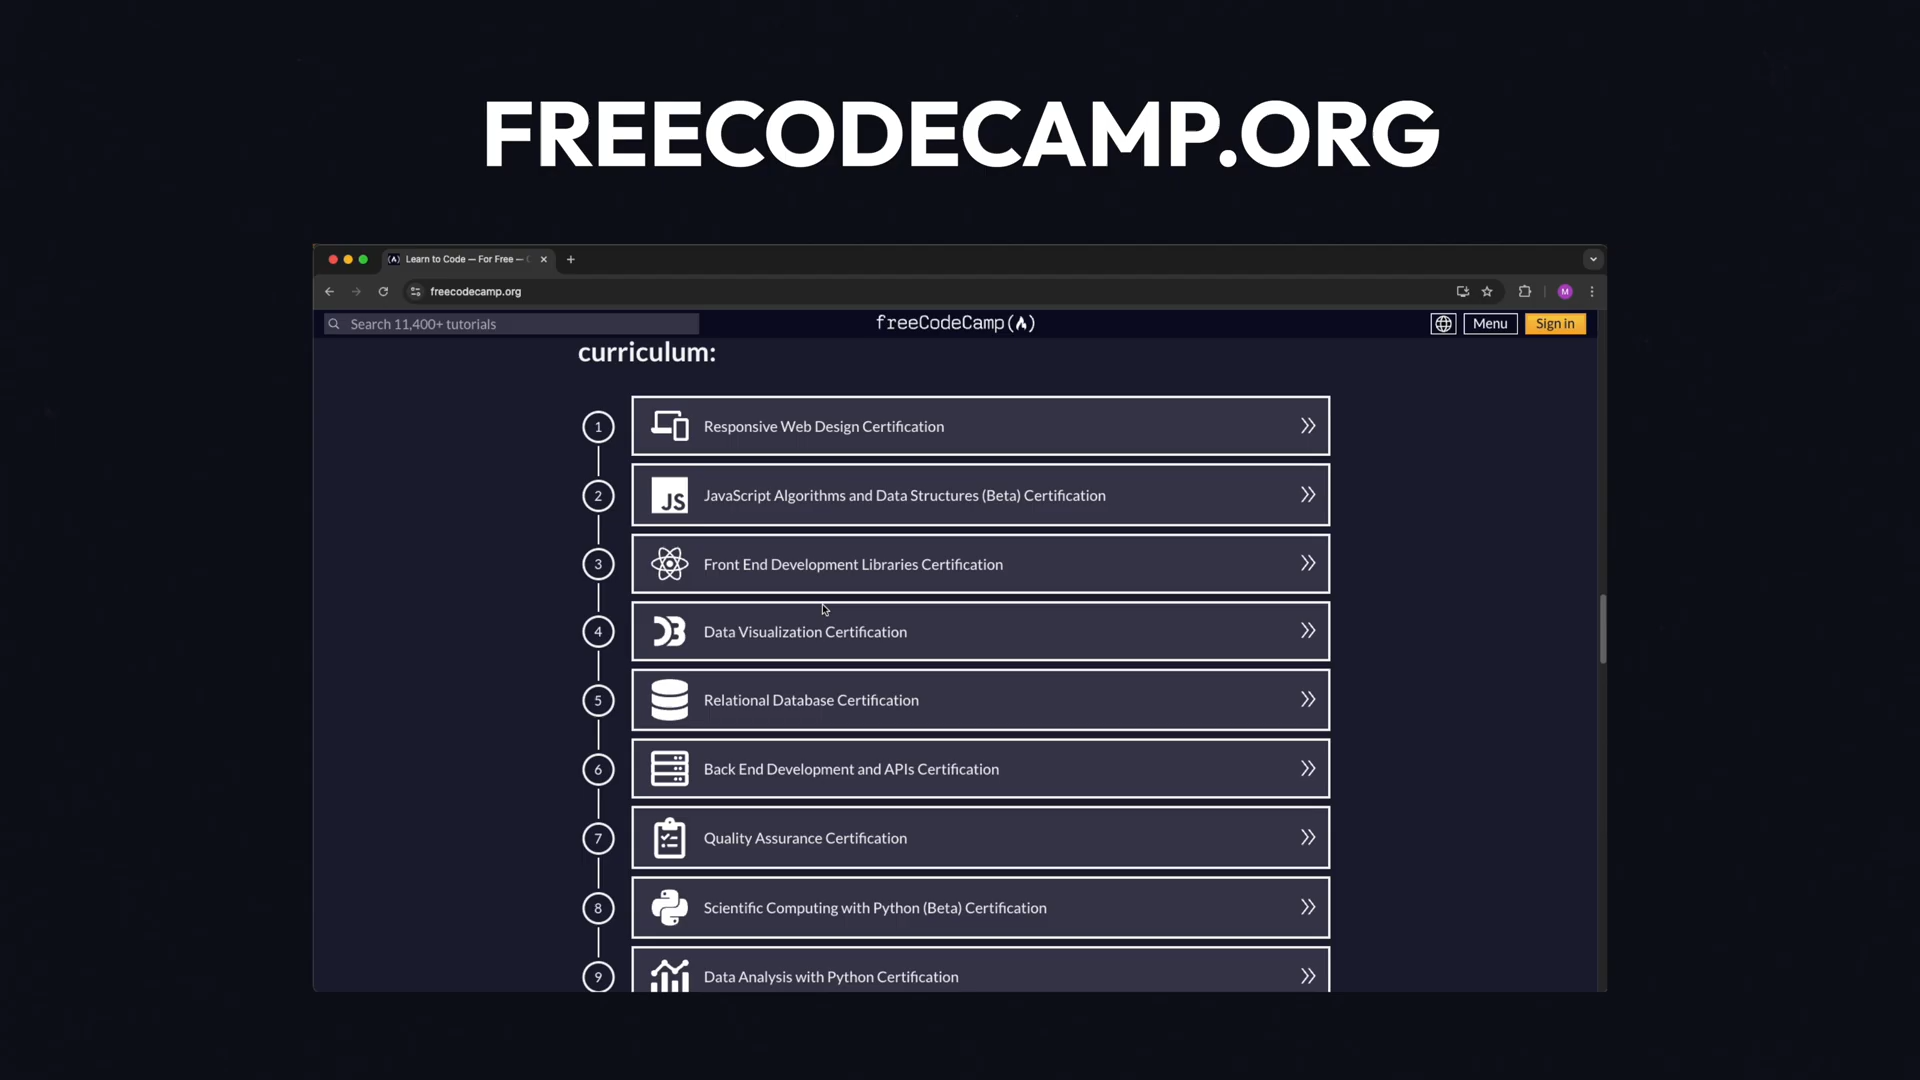 FREECODECAMP.ORG
(A) Learn to Code — For Free —
freecodecamp.org
M
Search 11,400+ tutorials
freeCodeCamp
Menu
Sign in
curriculum:
1 Responsive Web Design Certification
2 JS JavaScript Algorithms and Data Structures (Beta) Certification
3 Front End Development Libraries Certification
4 Data Visualization Certification
5 Relational Database Certification
6 Back End Development and APIs Certification
7 Quality Assurance Certification
8 Scientific Computing with Python (Beta) Certification
9 Data Analysis with Python Certification